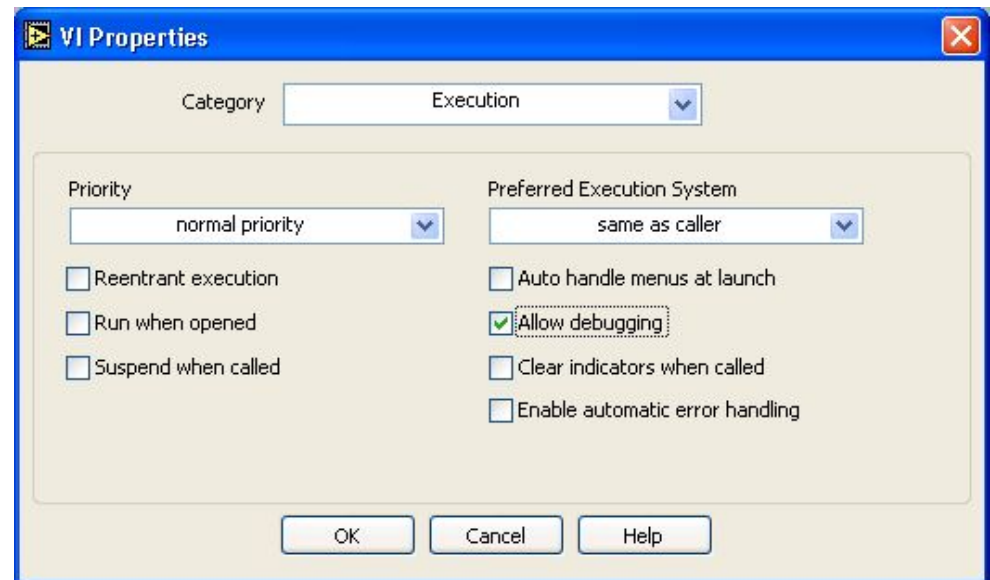 VI Properties
Category Execution
Priority
normal priority
Reentrant execution
Run when opened
Suspend when called
Preferred Execution System
same as caller
Auto handle menus at launch
Allow debugging
Clear indicators when called
Enable automatic error handling
OK Cancel Help